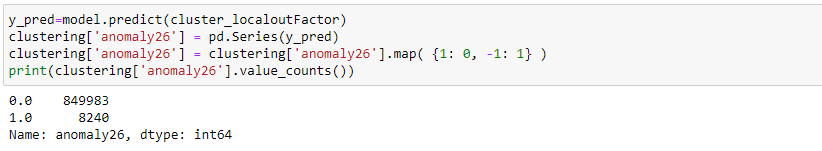 y_pred=model.predict(cluster_localoutFactor)
clustering['anomaly26'] = pd.Series(y_pred)
clustering['anomaly26'] = clustering['anomaly26'].map( {1: 0, -1: 1} )
print(clustering['anomaly26'].value_counts())
0.0    849983
1.0      8240
Name: anomaly26, dtype: int64